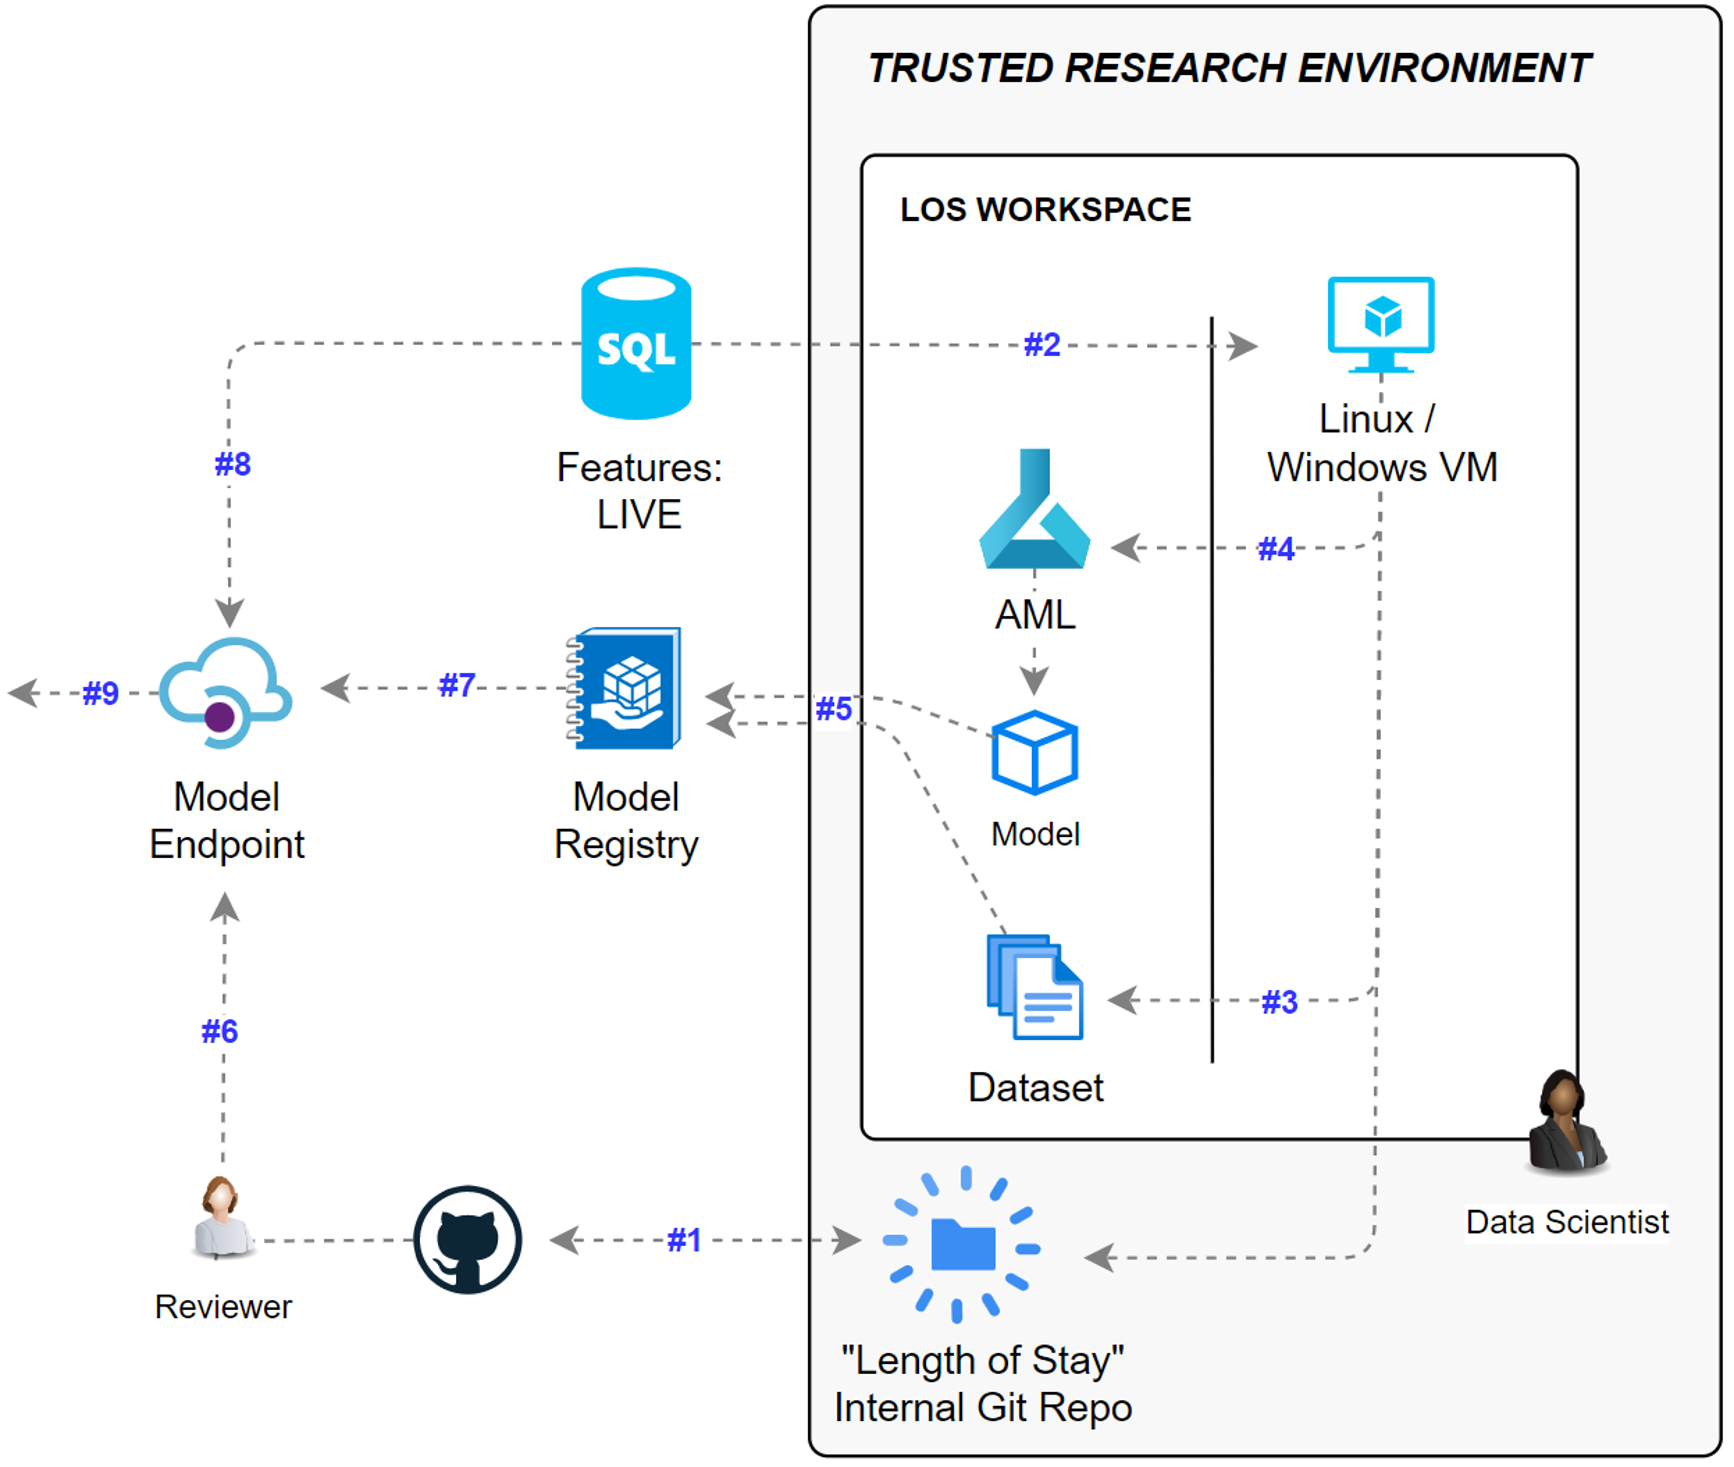 TRUSTED RESEARCH ENVIRONMENT
LOS WORKSPACE
SQL
#2
Linux /
Windows VM
Features:
LIVE
#8
#4
AML
#9
#7
#5
Model
Endpoint
Model
Registry
Model
#3
#6
Dataset
Data Scientist
#1
Reviewer
"Length of Stay"
Internal Git Repo